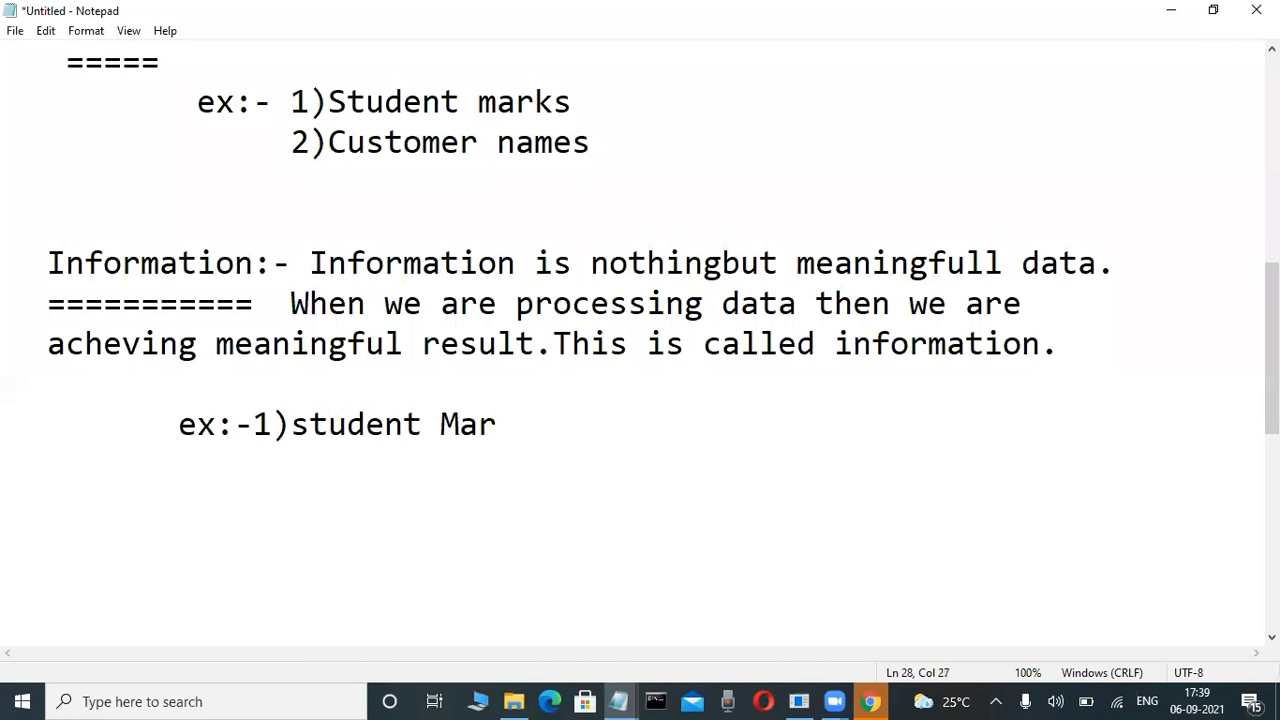 *Untitled - Notepad
File Edit Format View Help
=====
ex:- 1)Student marks
2)Customer names
Information:- Information is nothingbut meaningfull data.
=========== When we are processing data then we are
acheving meaningful result.This is called information.
ex:-1)student Mar
Ln 28, Col 27 100% Windows (CRLF) UTF-8
Type here to search
25°C
ENG
17:39
06-09-2021
15